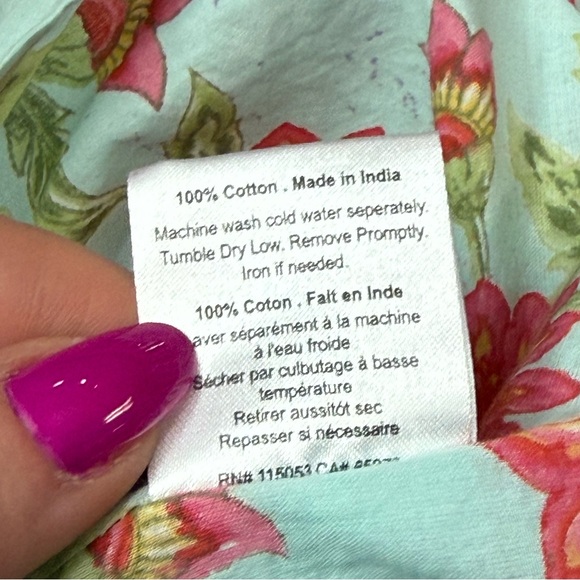 100% Cotton . Made in India
Machine wash cold water seperately.
Tumble Dry Low. Remove Promptly.
Iron if needed.
100% Coton . Fait en Inde
aver séparément à la machine
à l'eau froide
Sécher par culbutage à basse
température
Retirer aussitôt sec
Repasser si nécessaire
RN# 115053 CA#